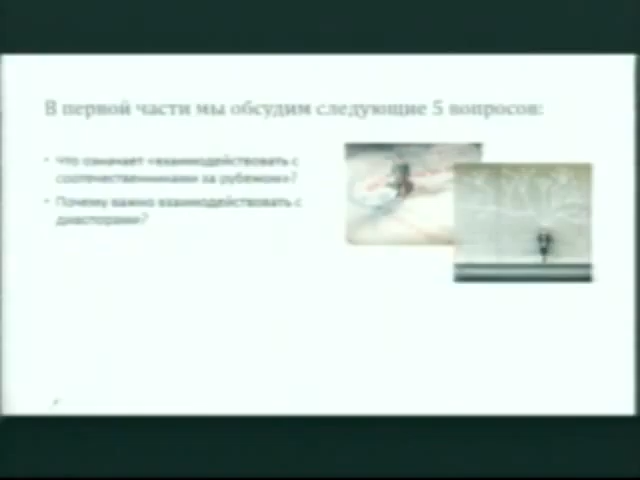 В первой части мы обсудим следующие 5 вопросов:
Что означает «взаимодействовать с
соотечественниками за рубежом»?
Почему важно взаимодействовать с
диаспорами?